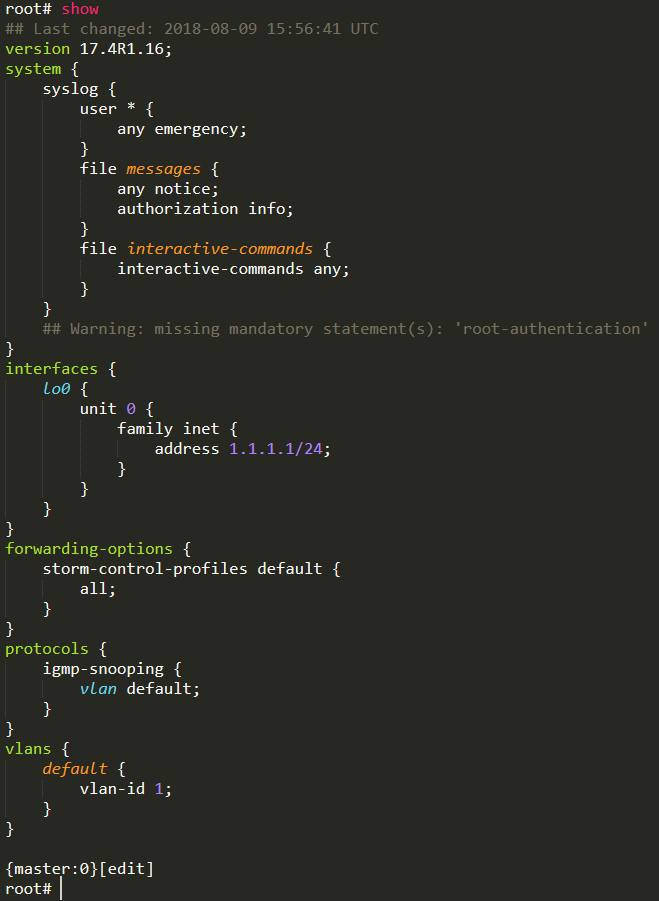 root# show
## Last changed: 2018-08-09 15:56:41 UTC
version 17.4R1.16;
system {
    syslog {
        user * {
            any emergency;
        }
        file messages {
            any notice;
            authorization info;
        }
        file interactive-commands {
            interactive-commands any;
        }
    }
    ## Warning: missing mandatory statement(s): 'root-authentication'
}
interfaces {
    lo0 {
        unit 0 {
            family inet {
                address 1.1.1.1/24;
            }
        }
    }
}
forwarding-options {
    storm-control-profiles default {
        all;
    }
}
protocols {
    igmp-snooping {
        vlan default;
    }
}
vlans {
    default {
        vlan-id 1;
    }
}

{master:0}[edit]
root#